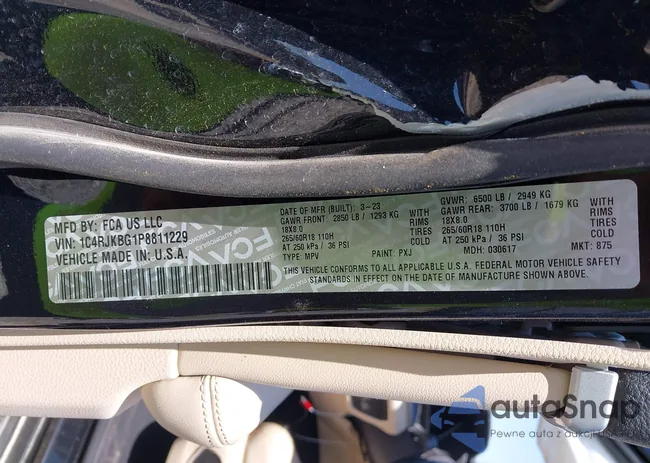 MFD BY: FCA US LLC
VIN: 1C4RJKBG1P8811229
VEHICLE MADE IN: U.S.A.
DATE OF MFR (BUILT): 3-23
GAWR FRONT: 2850 LB / 1293 KG
18X8.0
265/60R18 110H
AT 250 kPa / 36 PSI
TYPE: MPV
WITH
RIMS
TIRES
COLD
PAINT: PXJ
GVWR: 6500 LB / 2949 KG
GAWR REAR: 3700 LB / 1679 KG
18X8.0
265/60R18 110H
AT 250 kPa / 36 PSI
MDH: 030617
WITH
RIMS
TIRES
COLD
MKT: 875
THIS VEHICLE CONFORMS TO ALL APPLICABLE U.S.A. FEDERAL MOTOR VEHICLE SAFETY
STANDARDS IN EFFECT ON THE DATE OF MANUFACTURE SHOWN ABOVE.
autoSnap
Pewne auta z aukcji